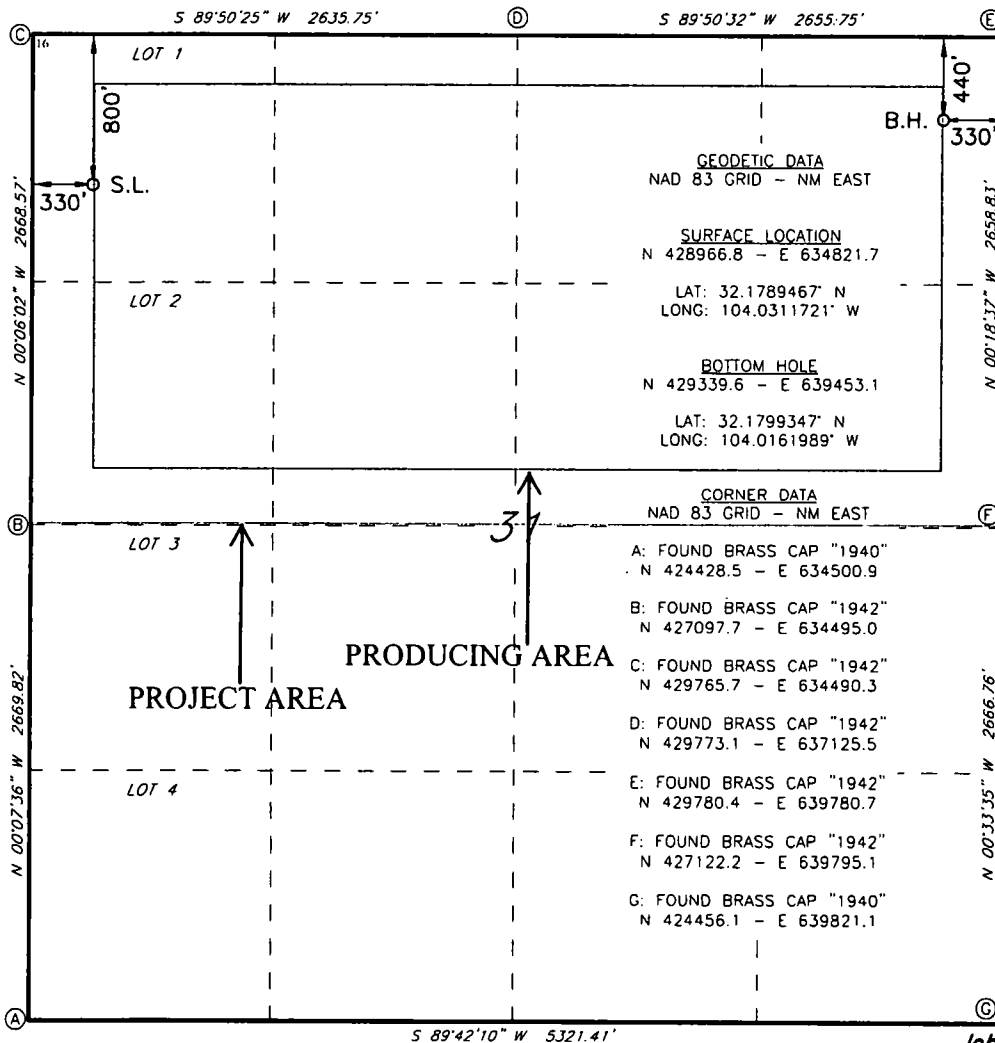 S 89°50'25" W 2635.75'
S 89°50'32" W 2655.75'
C
D
E
16
LOT 1
800'
440'
B.H.
330'
S.L.
330'
GEODETIC DATA
NAD 83 GRID - NM EAST
SURFACE LOCATION
N 428966.8 - E 634821.7
LAT: 32.1789467° N
LONG: 104.0311721° W
LOT 2
N 00°06'02" W 2668.57'
N 00°18'37" W 2658.83'
BOTTOM HOLE
N 429339.6 - E 639453.1
LAT: 32.1799347° N
LONG: 104.0161989° W
CORNER DATA
NAD 83 GRID - NM EAST
B
F
31
LOT 3
A: FOUND BRASS CAP "1940"
N 424428.5 - E 634500.9
B: FOUND BRASS CAP "1942"
N 427097.7 - E 634495.0
C: FOUND BRASS CAP "1942"
N 429765.7 - E 634490.3
D: FOUND BRASS CAP "1942"
N 429773.1 - E 637125.5
E: FOUND BRASS CAP "1942"
N 429780.4 - E 639780.7
F: FOUND BRASS CAP "1942"
N 427122.2 - E 639795.1
G: FOUND BRASS CAP "1940"
N 424456.1 - E 639821.1
PRODUCING AREA
PROJECT AREA
LOT 4
N 00°07'36" W 2669.82'
N 00°33'35" W 2666.76'
A
G
S 89°42'10" W 5321.41'